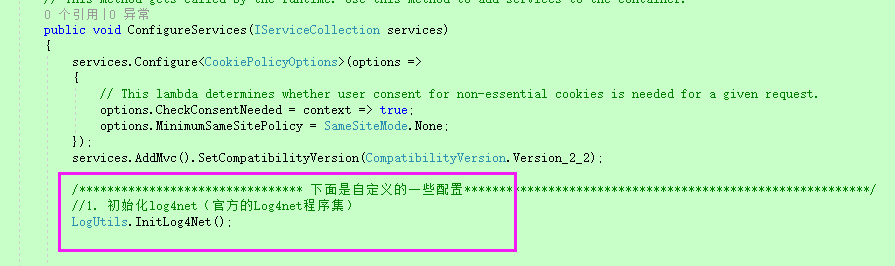 // This method gets called by the runtime. Use this method to add services to the container.
0 个引用|0 异常
public void ConfigureServices(IServiceCollection services)
{
services.Configure<CookiePolicyOptions>(options =>
{
// This lambda determines whether user consent for non-essential cookies is needed for a given request.
options.CheckConsentNeeded = context => true;
options.MinimumSameSitePolicy = SameSiteMode.None;
});
services.AddMvc().SetCompatibilityVersion(CompatibilityVersion.Version_2_2);
/******************************** 下面是自定义的一些配置**********************************************************/
//1. 初始化log4net（官方的Log4net程序集）
LogUtils.InitLog4Net();